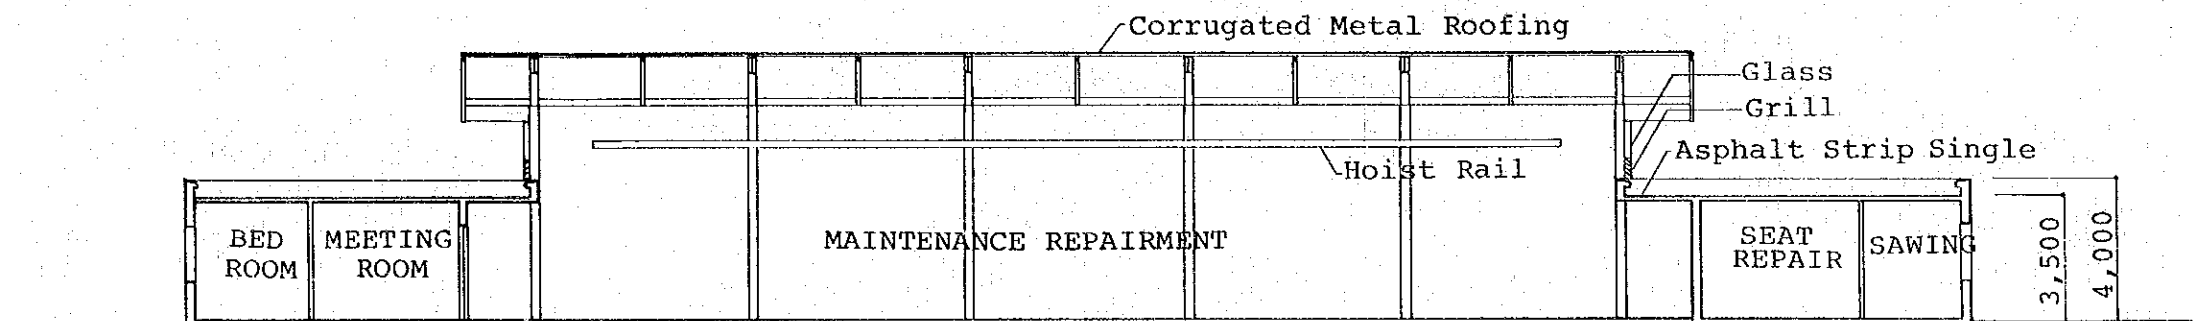 Corrugated Metal Roofing
Glass
Grill
Asphalt Strip Single
Hoist Rail
BED
ROOM
MEETING
ROOM
MAINTENANCE REPAIRMENT
SEAT
REPAIR
SAWING
3,500
4,000